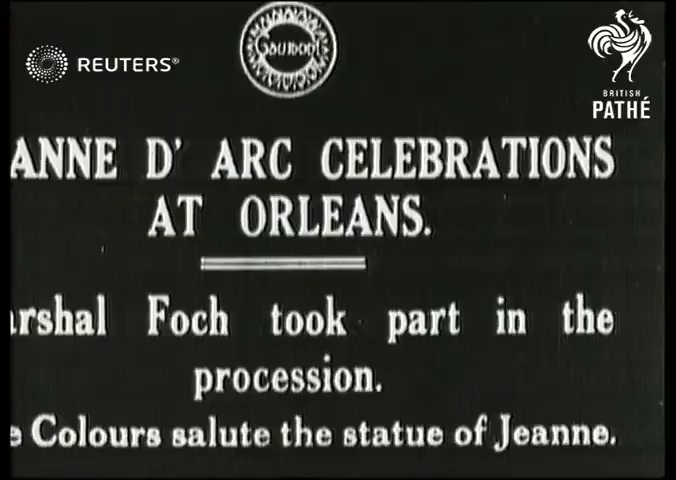 Gaumont
REUTERS®
BRITISH
PATHÉ
ANNE D' ARC CELEBRATIONS
AT ORLEANS.
arshal Foch took part in the
procession.
e Colours salute the statue of Jeanne.